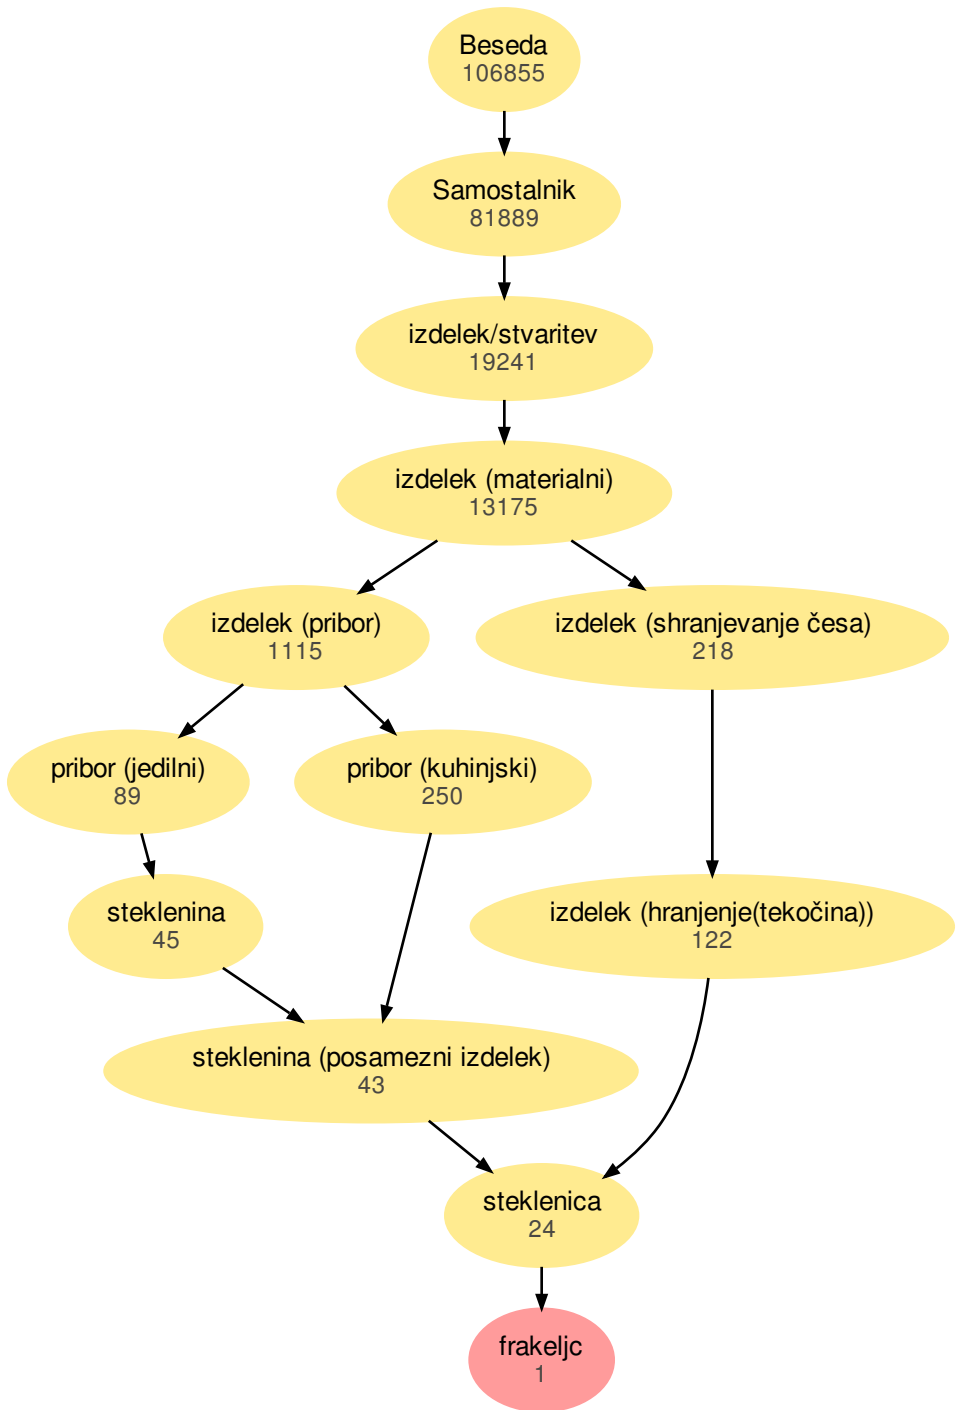 Beseda
106855
Samostalnik
81889
izdelek/stvaritev
19241
izdelek (materialni)
13175
izdelek (pribor)
1115
izdelek (shranjevanje česa)
218
pribor (jedilni)
89
pribor (kuhinjski)
250
steklenina
45
izdelek (hranjenje(tekočina))
122
steklenina (posamezni izdelek)
43
steklenica
24
frakeljc
1